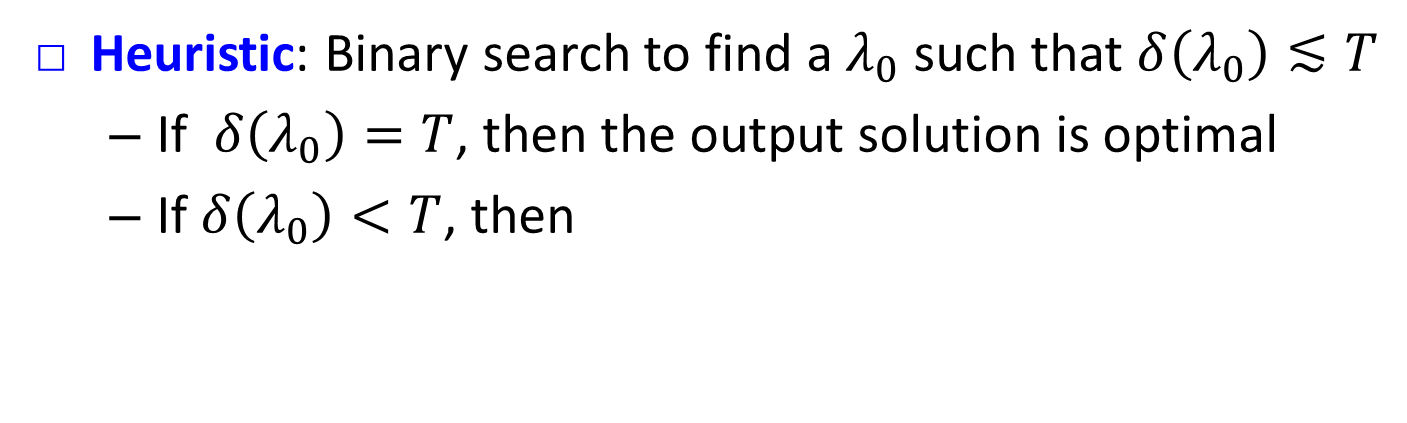 □ Heuristic: Binary search to find a λ₀ such that δ(λ₀) ⪅ T
– If δ(λ₀) = T, then the output solution is optimal
– If δ(λ₀) < T, then